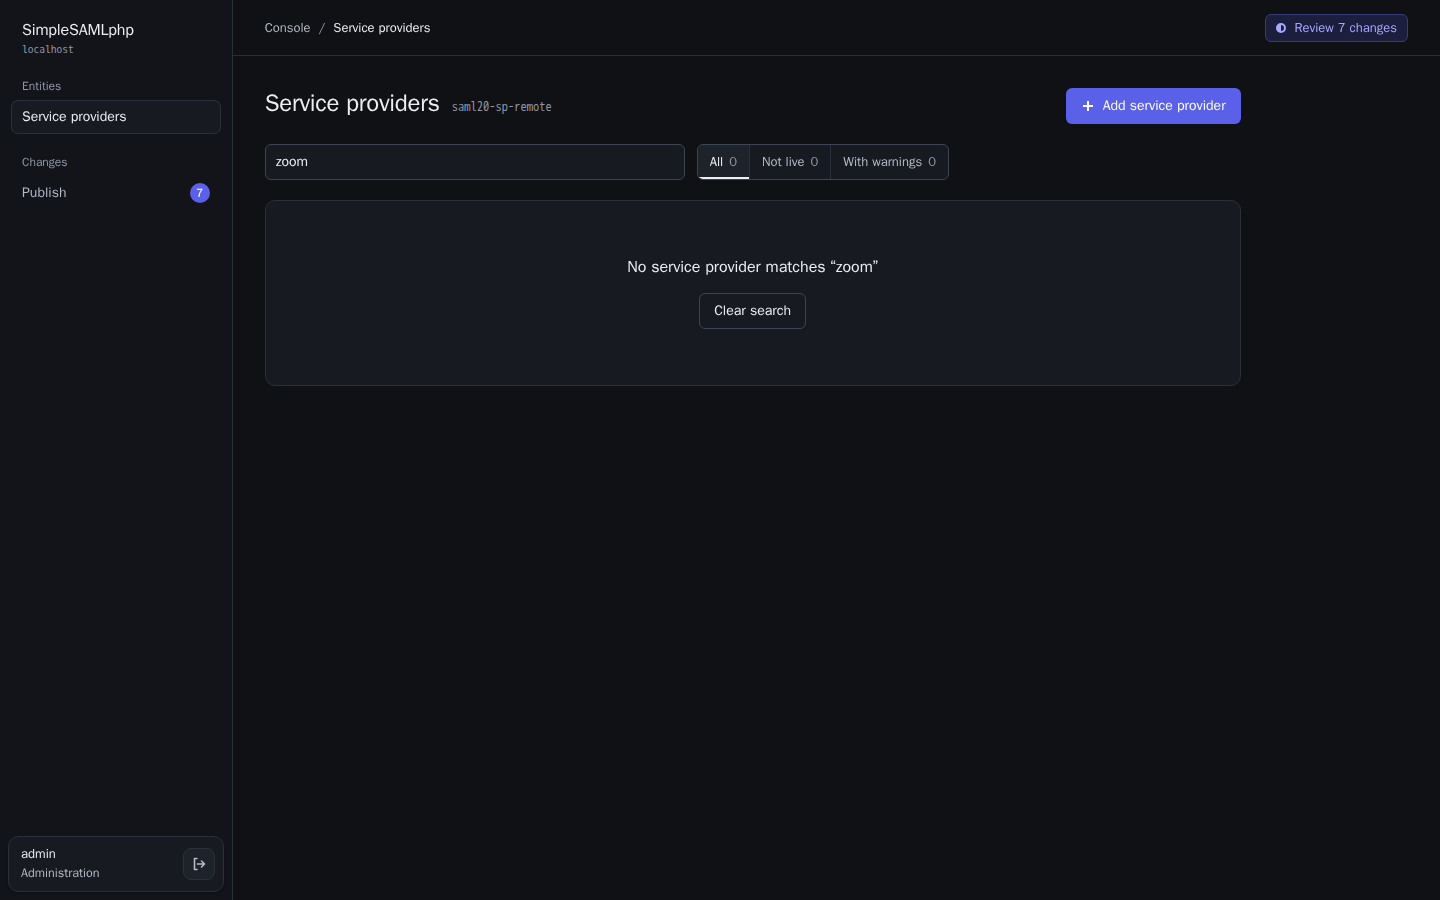 SimpleSAMLphp
localhost
Entities
Service providers
Changes
Publish 7
admin
Administration
Console / Service providers
Review 7 changes
Service providers saml20-sp-remote
Add service provider
zoom
All 0 Not live 0 With warnings 0
No service provider matches “zoom”
Clear search